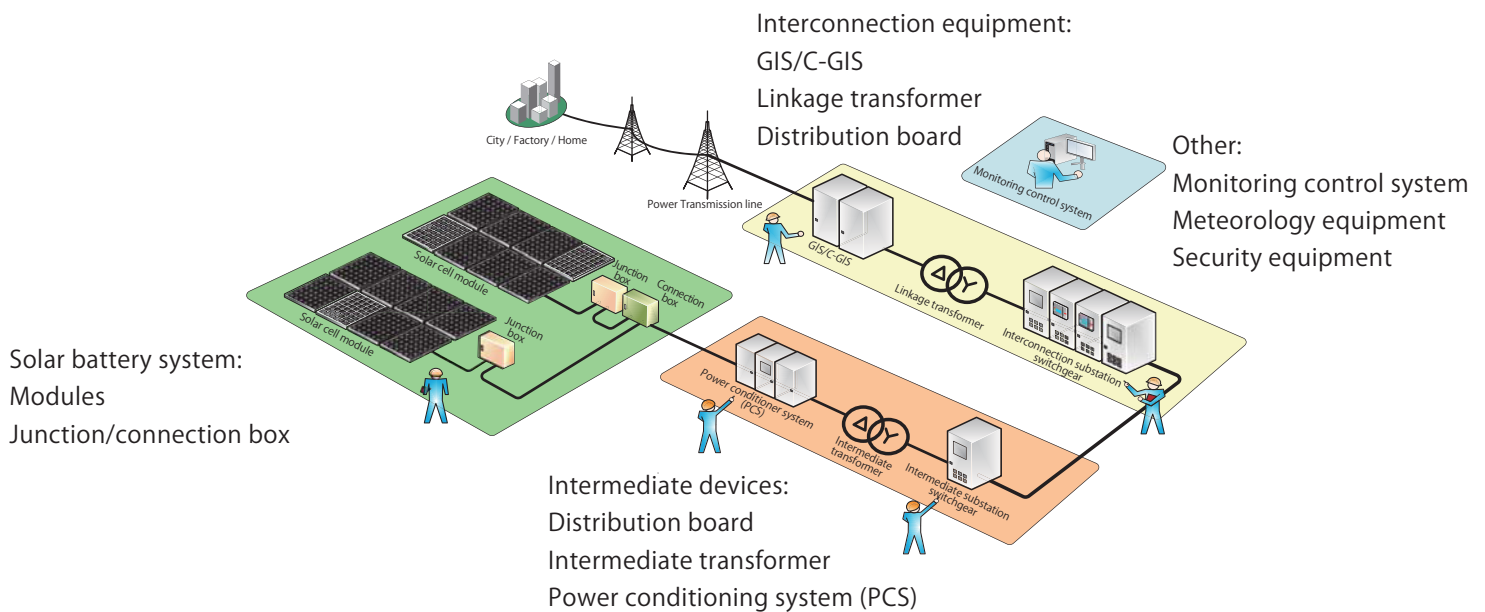 Interconnection equipment:
GIS/C-GIS
Linkage transformer
Distribution board
City / Factory / Home
Power Transmission line
Monitoring control system
Other:
Monitoring control system
Meteorology equipment
Security equipment
GIS/C-GIS
Linkage transformer
Interconnection substation
switchgear
Solar cell module
Junction
box
Connection
box
Solar cell module
Junction
box
Solar battery system:
Modules
Junction/connection box
Power conditioner system
(PCS)
Intermediate
transformer
Intermediate substation
switchgear
Intermediate devices:
Distribution board
Intermediate transformer
Power conditioning system (PCS)